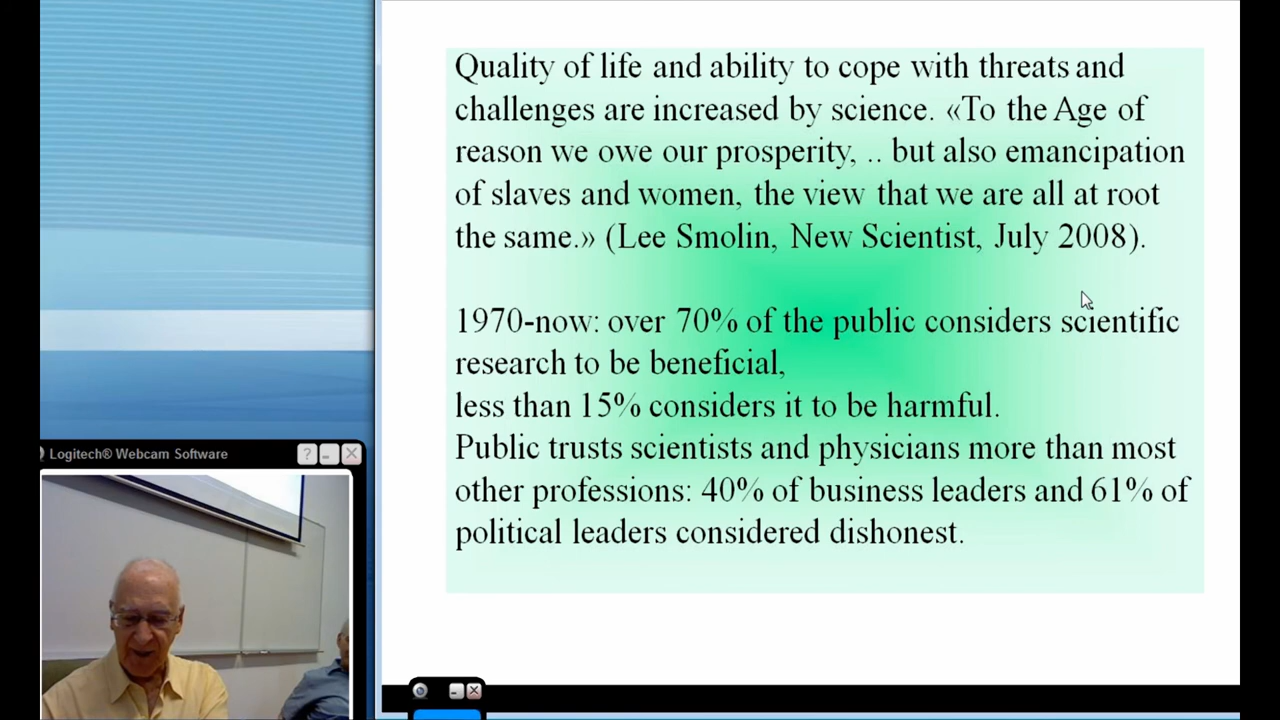 Quality of life and ability to cope with threats and
challenges are increased by science. «To the Age of
reason we owe our prosperity, .. but also emancipation
of slaves and women, the view that we are all at root
the same.» (Lee Smolin, New Scientist, July 2008).
1970-now: over 70% of the public considers scientific
research to be beneficial,
less than 15% considers it to be harmful.
Public trusts scientists and physicians more than most
other professions: 40% of business leaders and 61% of
political leaders considered dishonest.
Logitech® Webcam Software